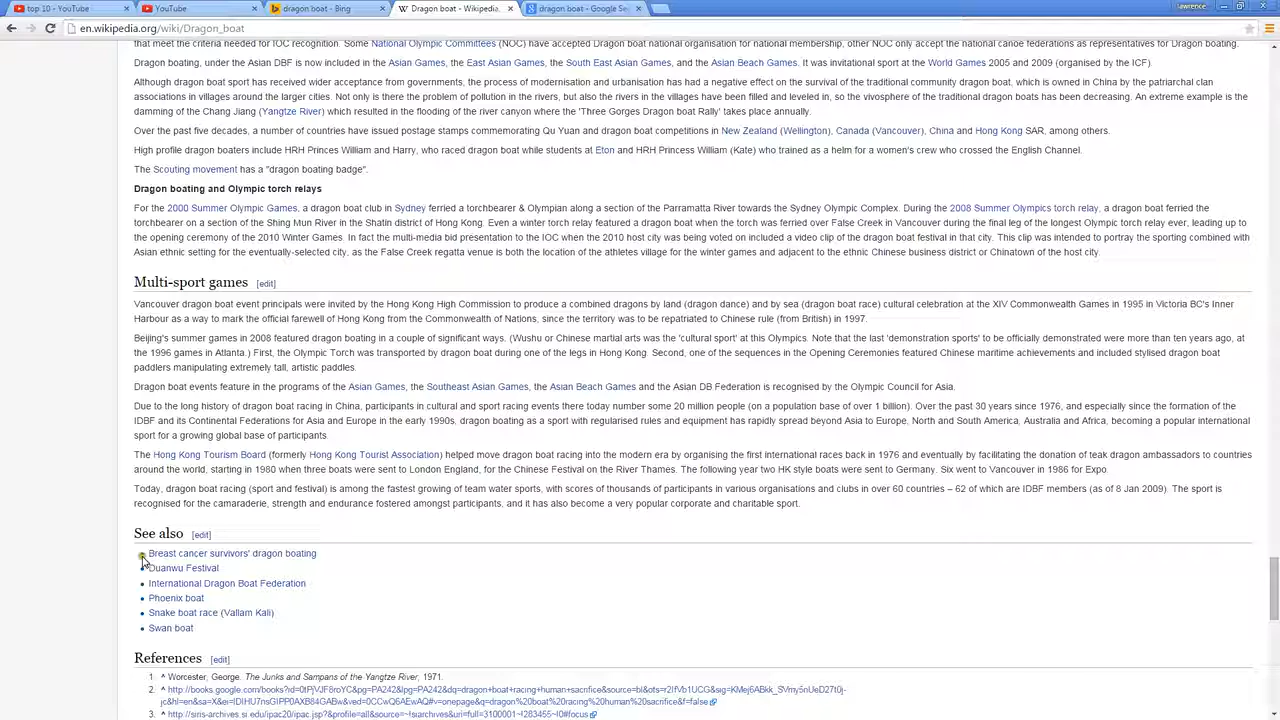 top 10 - YouTube
YouTube
dragon boat - Bing
Dragon boat - Wikipedia,
dragon boat - Google Se
lawrence
en.wikipedia.org/wiki/Dragon_boat
that meet the criteria needed for IOC recognition. Some National Olympic Committees (NOC) have accepted Dragon boat national organisation for national membership, other NOC only accept the national canoe federations as representatives for Dragon boating.
Dragon boating, under the Asian DBF is now included in the Asian Games, the East Asian Games, the South East Asian Games, and the Asian Beach Games. It was invitational sport at the World Games 2005 and 2009 (organised by the ICF).
Although dragon boat sport has received wider acceptance from governments, the process of modernisation and urbanisation has had a negative effect on the survival of the traditional community dragon boat, which is owned in China by the patriarchal clan
associations in villages around the larger cities. Not only is there the problem of pollution in the rivers, but also the rivers in the villages have been filled and leveled in, so the vivosphere of the traditional dragon boats has been decreasing. An extreme example is the
damming of the Chang Jiang (Yangtze River) which resulted in the flooding of the river canyon where the 'Three Gorges Dragon boat Rally' takes place annually.
Over the past five decades, a number of countries have issued postage stamps commemorating Qu Yuan and dragon boat competitions in New Zealand (Wellington), Canada (Vancouver), China and Hong Kong SAR, among others.
High profile dragon boaters include HRH Princes William and Harry, who raced dragon boat while students at Eton and HRH Princess William (Kate) who trained as a helm for a women's crew who crossed the English Channel.
The Scouting movement has a "dragon boating badge".
Dragon boating and Olympic torch relays
For the 2000 Summer Olympic Games, a dragon boat club in Sydney ferried a torchbearer & Olympian along a section of the Parramatta River towards the Sydney Olympic Complex. During the 2008 Summer Olympics torch relay, a dragon boat ferried the
torchbearer on a section of the Shing Mun River in the Shatin district of Hong Kong. Even a winter torch relay featured a dragon boat when the torch was ferried over False Creek in Vancouver during the final leg of the longest Olympic torch relay ever, leading up to
the opening ceremony of the 2010 Winter Games. In fact the multi-media bid presentation to the IOC when the 2010 host city was being voted on included a video clip of the dragon boat festival in that city. This clip was intended to portray the sporting combined with
Asian ethnic setting for the eventually-selected city, as the False Creek regatta venue is both the location of the athletes village for the winter games and adjacent to the ethnic Chinese business district or Chinatown of the host city.
Multi-sport games [edit]
Vancouver dragon boat event principals were invited by the Hong Kong High Commission to produce a combined dragons by land (dragon dance) and by sea (dragon boat race) cultural celebration at the XIV Commonwealth Games in 1995 in Victoria BC's Inner
Harbour as a way to mark the official farewell of Hong Kong from the Commonwealth of Nations, since the territory was to be repatriated to Chinese rule (from British) in 1997.
Beijing's summer games in 2008 featured dragon boating in a couple of significant ways. (Wushu or Chinese martial arts was the 'cultural sport' at this Olympics. Note that the last 'demonstration sports' to be officially demonstrated were more than ten years ago, at
the 1996 games in Atlanta.) First, the Olympic Torch was transported by dragon boat during one of the legs in Hong Kong. Second, one of the sequences in the Opening Ceremonies featured Chinese maritime achievements and included stylised dragon boat
paddlers manipulating extremely tall, artistic paddles.
Dragon boat events feature in the programs of the Asian Games, the Southeast Asian Games, the Asian Beach Games and the Asian DB Federation is recognised by the Olympic Council for Asia.
Due to the long history of dragon boat racing in China, participants in cultural and sport racing events there today number some 20 million people (on a population base of over 1 billion). Over the past 30 years since 1976, and especially since the formation of the
IDBF and its Continental Federations for Asia and Europe in the early 1990s, dragon boating as a sport with regularised rules and equipment has rapidly spread beyond Asia to Europe, North and South America, Australia and Africa, becoming a popular international
sport for a growing global base of participants.
The Hong Kong Tourism Board (formerly Hong Kong Tourist Association) helped move dragon boat racing into the modern era by organising the first international races back in 1976 and eventually by facilitating the donation of teak dragon ambassadors to countries
around the world, starting in 1980 when three boats were sent to London England, for the Chinese Festival on the River Thames. The following year two HK style boats were sent to Germany. Six went to Vancouver in 1986 for Expo.
Today, dragon boat racing (sport and festival) is among the fastest growing of team water sports, with scores of thousands of participants in various organisations and clubs in over 60 countries – 62 of which are IDBF members (as of 8 Jan 2009). The sport is
recognised for the camaraderie, strength and endurance fostered amongst participants, and it has also become a very popular corporate and charitable sport.
See also [edit]
Breast cancer survivors' dragon boating
Duanwu Festival
International Dragon Boat Federation
Phoenix boat
Snake boat race (Vallam Kali)
Swan boat
References [edit]
1. ^ Worcester, George. The Junks and Sampans of the Yangtze River, 1971.
2. ^
3. ^